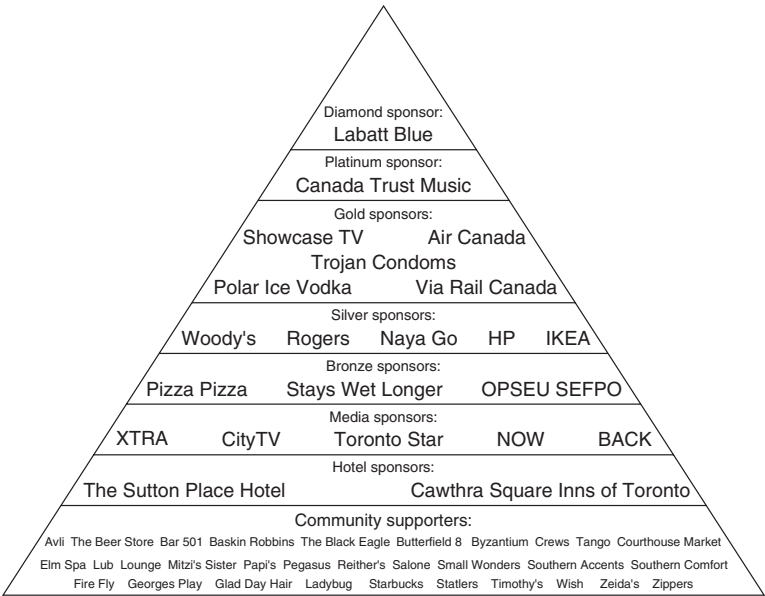 Diamond sponsor:
Labatt Blue
Platinum sponsor:
Canada Trust Music
Gold sponsors:
Showcase TV Air Canada
Trojan Condoms
Polar Ice Vodka Via Rail Canada
Silver sponsors:
Woody's Rogers Naya Go HP IKEA
Bronze sponsors:
Pizza Pizza Stays Wet Longer OPSEU SEFPO
Media sponsors:
XTRA CityTV Toronto Star NOW BACK
Hotel sponsors:
The Sutton Place Hotel Cawthra Square Inns of Toronto
Community supporters:
Avli The Beer Store Bar 501 Baskin Robbins The Black Eagle Butterfield 8 Byzantium Crews Tango Courthouse Market
Elm Spa Lub Lounge Mitzi's Sister Papi's Pegasus Reither's Salone Small Wonders Southern Accents Southern Comfort
Fire Fly Georges Play Glad Day Hair Ladybug Starbucks Statlers Timothy's Wish Zeida's Zippers